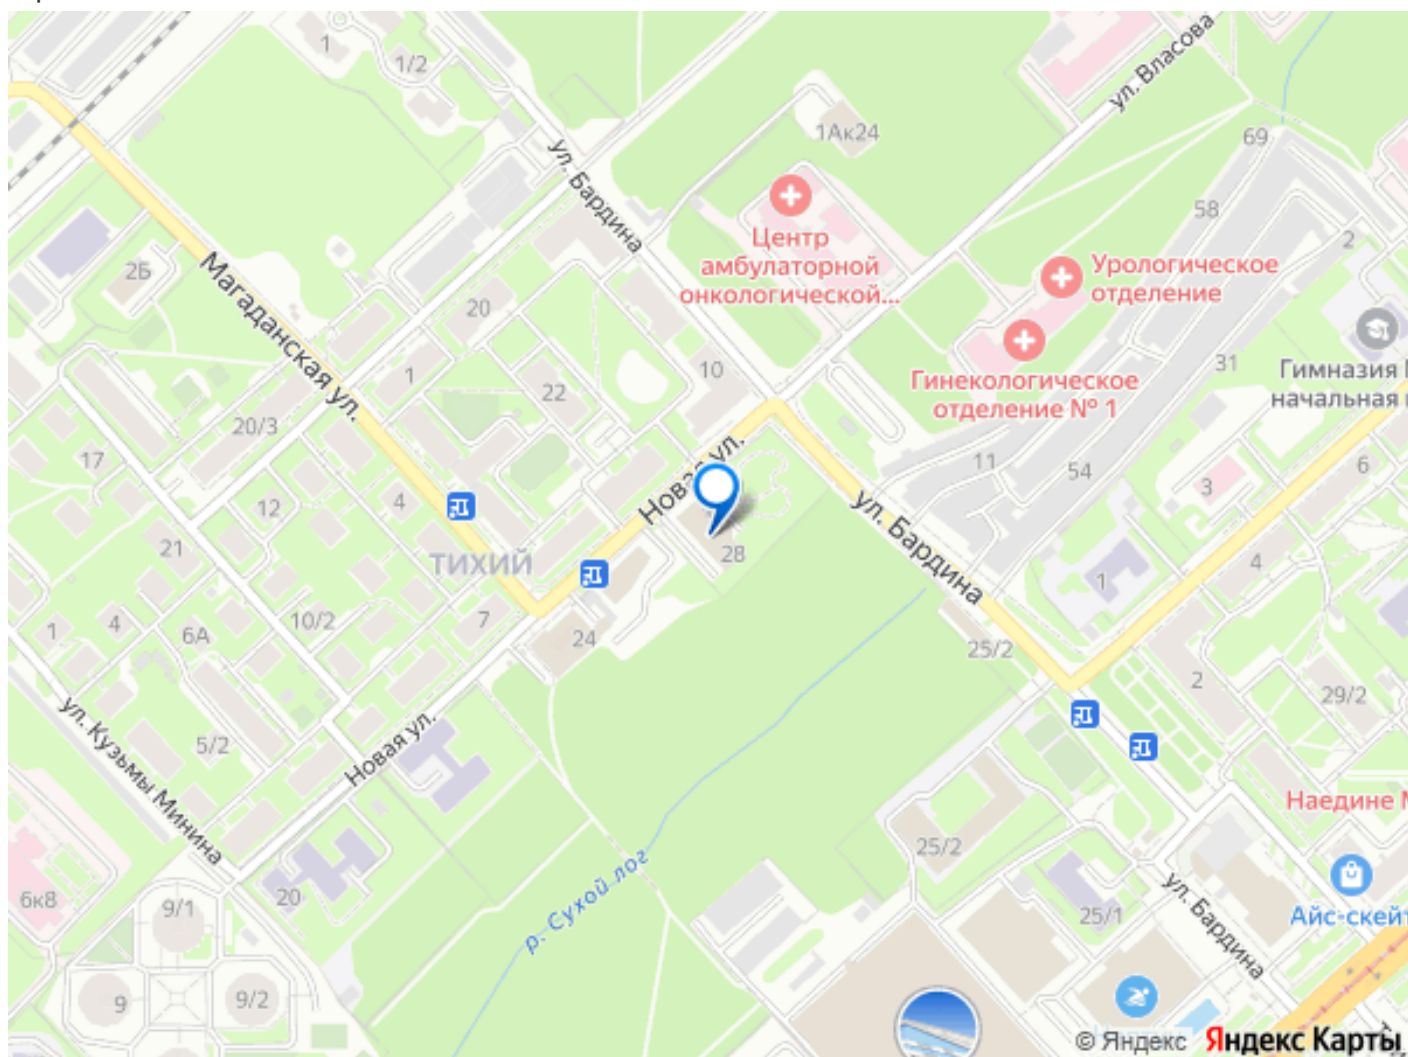 1
1/2
ул. Власова
1Ак24
69
ул. Бардина
58
2
Центр
амбулаторной
онкологической...
Урологическое
отделение
2Б
Магаданская ул.
20
1
22
10
31
Гинекологическое
отделение № 1
Гимназия
начальная
20/3
17
12
4
Новая ул.
11
54
6
3
ул. Бардина
21
ТИХИЙ
28
4
1
1
4
6А
10/2
7
24
25/2
2
29/2
ул. Кузьмы Минина
5/2
Новая ул.
Наедине
р. Сухой лог
25/2
6к8
9/1
20
25/1
ул. Бардина
Айс-скейт
9
9/2
© Яндекс Яндекс Карты